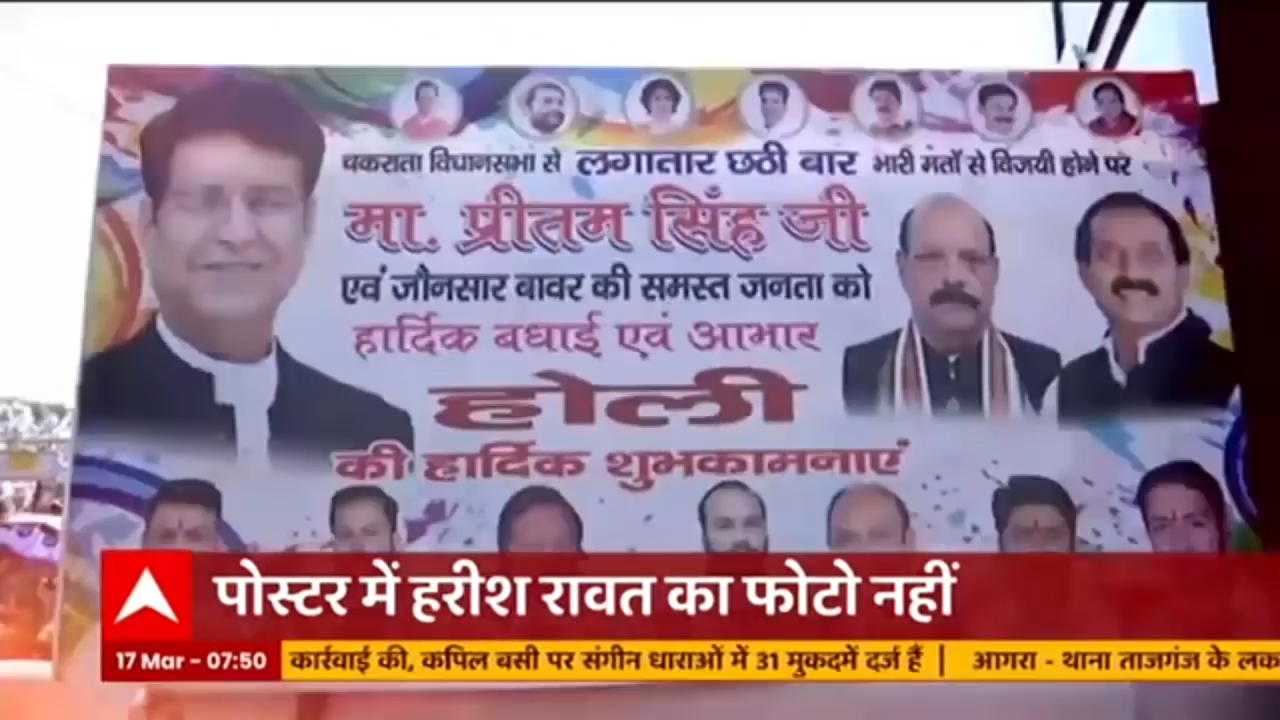 चकराता विधानसभा से लगातार छठी बार भारी मतों से विजयी होने पर
मा. प्रीतम सिंह जी
एवं जौनसार बावर की समस्त जनता को
हार्दिक बधाई एवं आभार
होली
की हार्दिक शुभकामनाएं
पोस्टर में हरीश रावत का फोटो नहीं
17 Mar - 07:50 कार्रवाई की, कपिल बसी पर संगीन धाराओं में 31 मुकदमें दर्ज हैं | आगरा - थाना ताजगंज के लक